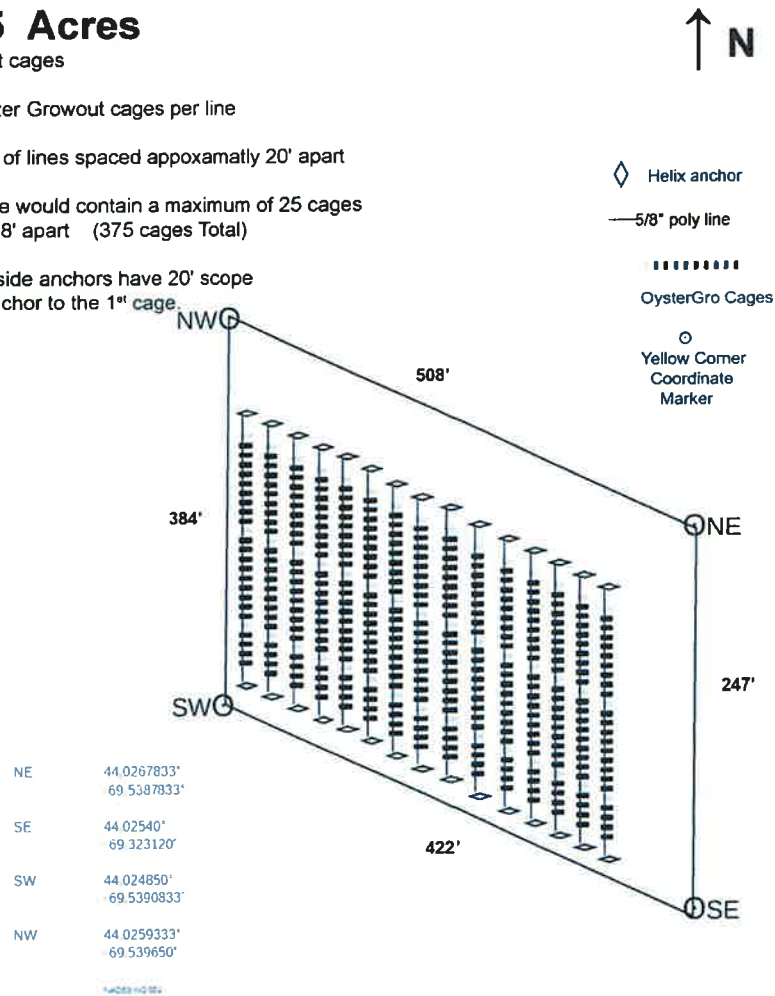 5 Acres
N
t cages
er Growout cages per line
of lines spaced appoxamatly 20' apart
e would contain a maximum of 25 cages
8' apart (375 cages Total)
side anchors have 20' scope
chor to the 1st cage.
Helix anchor
5/8" poly line
OysterGro Cages
Yellow Corner
Coordinate
Marker
NW
508'
384'
NE
247'
SW
422'
SE
NE 44.0267833°
-69.5387833°
SE 44.02540°
-69.323120°
SW 44.024850°
-69.5390833°
NW 44.0259333°
-69.539650°